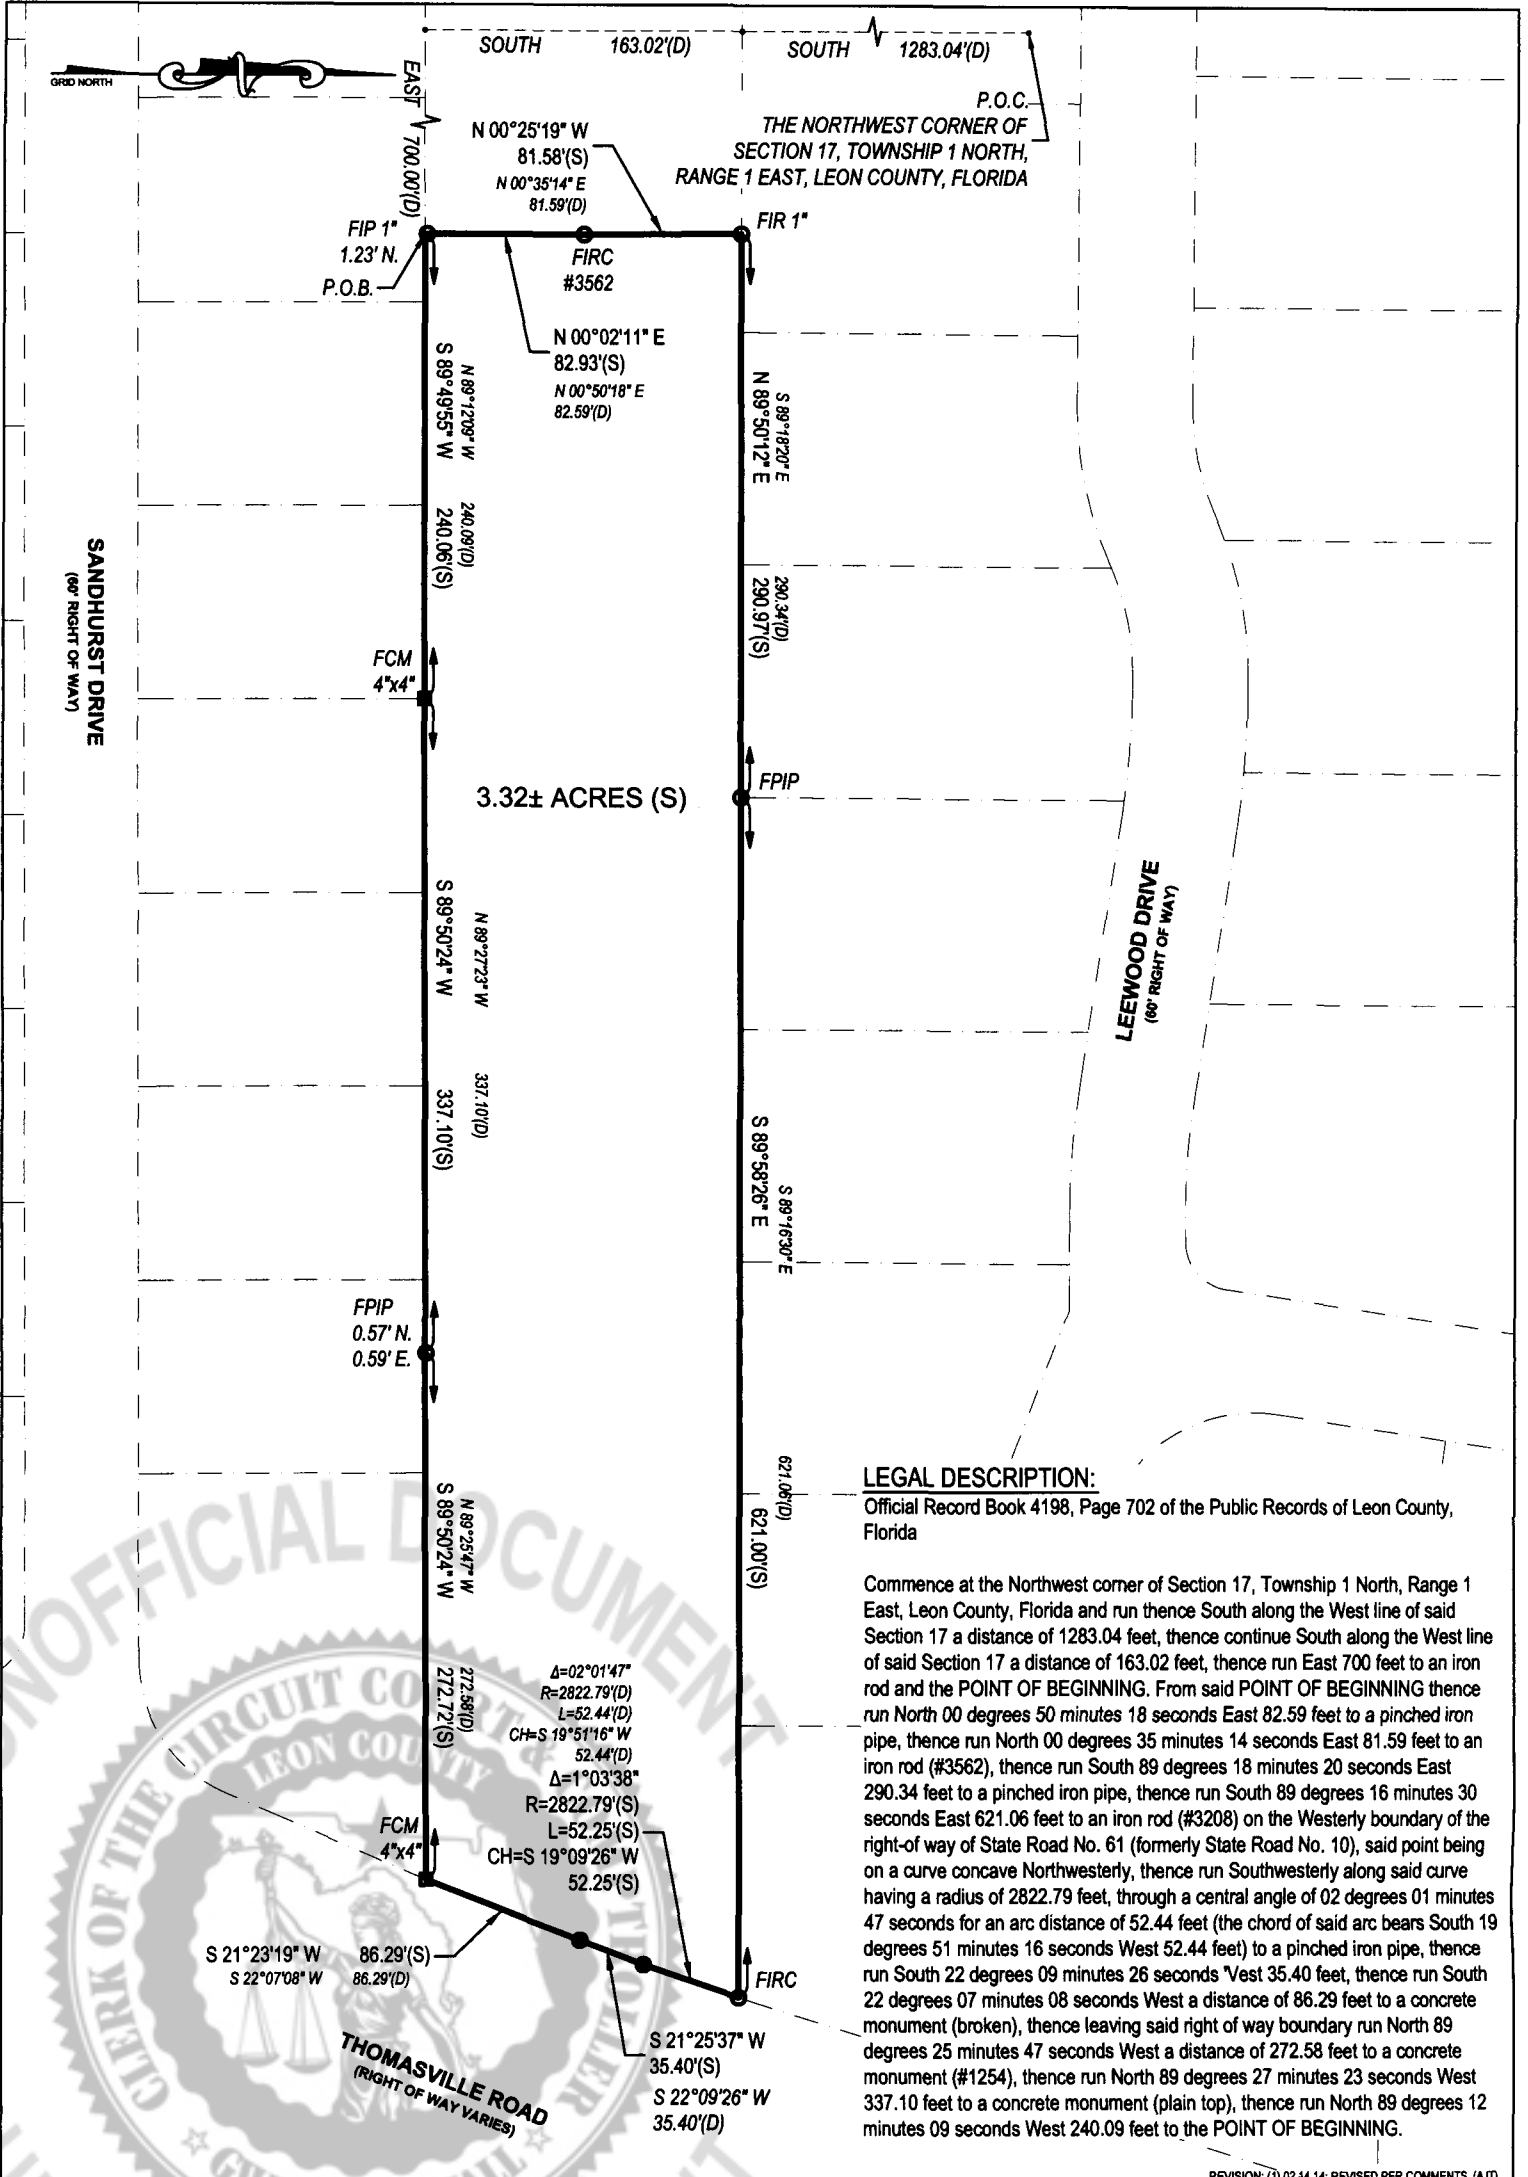 SOUTH 163.02'(D) SOUTH 1283.04'(D)
GRID NORTH
EAST 700.00'(D)
P.O.C.
THE NORTHWEST CORNER OF
SECTION 17, TOWNSHIP 1 NORTH,
RANGE 1 EAST, LEON COUNTY, FLORIDA
N 00°25'19" W
81.58'(S)
N 00°35'14" E
81.59'(D)
FIP 1"
1.23' N.
P.O.B.
FIRC
#3562
FIR 1"
N 00°02'11" E
82.93'(S)
N 00°50'18" E
82.59'(D)
N 89°12'09" W 240.09'(D)
S 89°49'55" W 240.06'(S)
S 89°18'20" E 290.34'(D)
N 89°50'12" E 290.97'(S)
SANDHURST DRIVE
(60' RIGHT OF WAY)
FCM
4"x4"
3.32± ACRES (S)
FPIP
LEEWOOD DRIVE
(60' RIGHT OF WAY)
N 89°27'23" W 337.10'(D)
S 89°50'24" W 337.10'(S)
S 89°16'30" E 621.06'(D)
S 89°58'26" E 621.00'(S)
FPIP
0.57' N.
0.59' E.
N 89°25'47" W 272.58'(D)
S 89°50'24" W 272.72'(S)
Δ=02°01'47"
R=2822.79'(D)
L=52.44'(D)
CH=S 19°51'16" W
52.44'(D)
Δ=1°03'38"
R=2822.79'(S)
L=52.25'(S)
CH=S 19°09'26" W
52.25'(S)
FCM
4"x4"
S 21°23'19" W 86.29'(S)
S 22°07'08" W 86.29'(D)
FIRC
S 21°25'37" W
35.40'(S)
S 22°09'26" W
35.40'(D)
THOMASVILLE ROAD
(RIGHT OF WAY VARIES)
LEGAL DESCRIPTION:
Official Record Book 4198, Page 702 of the Public Records of Leon County,
Florida
Commence at the Northwest corner of Section 17, Township 1 North, Range 1
East, Leon County, Florida and run thence South along the West line of said
Section 17 a distance of 1283.04 feet, thence continue South along the West line
of said Section 17 a distance of 163.02 feet, thence run East 700 feet to an iron
rod and the POINT OF BEGINNING. From said POINT OF BEGINNING thence
run North 00 degrees 50 minutes 18 seconds East 82.59 feet to a pinched iron
pipe, thence run North 00 degrees 35 minutes 14 seconds East 81.59 feet to an
iron rod (#3562), thence run South 89 degrees 18 minutes 20 seconds East
290.34 feet to a pinched iron pipe, thence run South 89 degrees 16 minutes 30
seconds East 621.06 feet to an iron rod (#3208) on the Westerly boundary of the
right-of way of State Road No. 61 (formerly State Road No. 10), said point being
on a curve concave Northwesterly, thence run Southwesterly along said curve
having a radius of 2822.79 feet, through a central angle of 02 degrees 01 minutes
47 seconds for an arc distance of 52.44 feet (the chord of said arc bears South 19
degrees 51 minutes 16 seconds West 52.44 feet) to a pinched iron pipe, thence
run South 22 degrees 09 minutes 26 seconds West 35.40 feet, thence run South
22 degrees 07 minutes 08 seconds West a distance of 86.29 feet to a concrete
monument (broken), thence leaving said right of way boundary run North 89
degrees 25 minutes 47 seconds West a distance of 272.58 feet to a concrete
monument (#1254), thence run North 89 degrees 27 minutes 23 seconds West
337.10 feet to a concrete monument (plain top), thence run North 89 degrees 12
minutes 09 seconds West 240.09 feet to the POINT OF BEGINNING.
REVISION: (1) 02.14.14: REVISED PER COMMENTS.
UNOFFICIAL DOCUMENT
CLERK OF THE CIRCUIT COURT &
LEON COUNTY